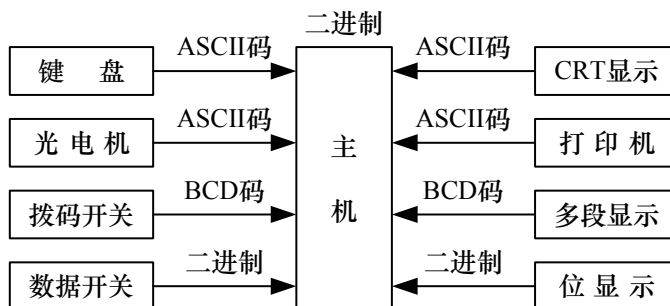 二进制
键 盘 ASCII码 ASCII码 CRT显示
光 电 机 ASCII码 主 ASCII码 打 印 机
拨码开关 BCD码 机 BCD码 多段显示
数据开关 二进制 二进制 位 显 示